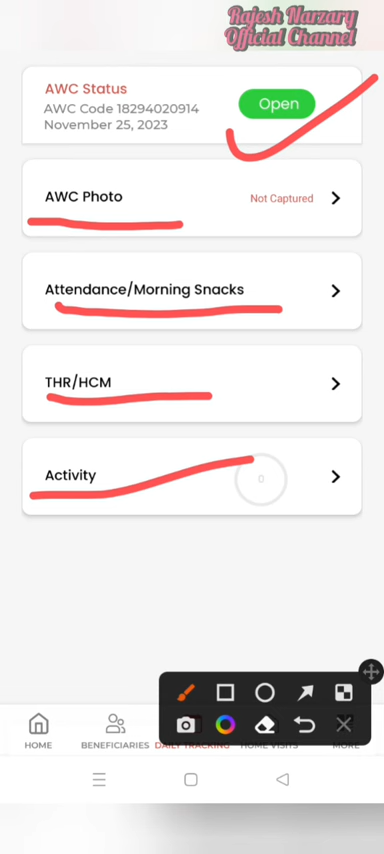 Rajesh Narzary
Official Channel
AWC Status
AWC Code 18294020914
November 25, 2023
Open
AWC Photo
Not Captured
Attendance/Morning Snacks
THR/HCM
Activity
0
HOME
BENEFICIARIES
DAILY TRACKING
HOME VISITS
MORE